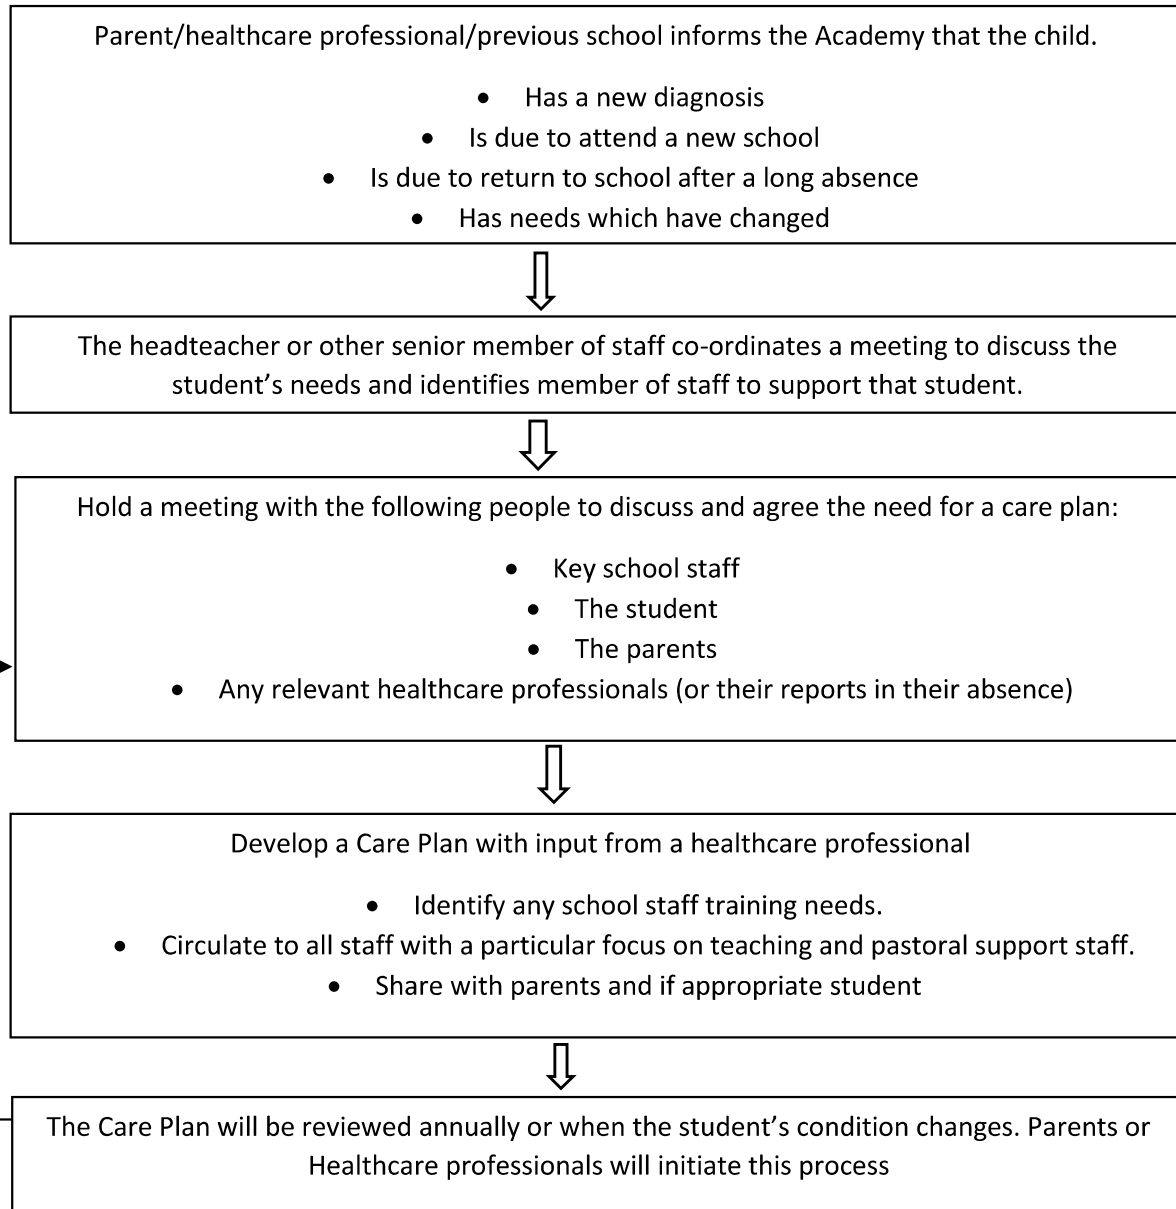 Parent/healthcare professional/previous school informs the Academy that the child.
• Has a new diagnosis
• Is due to attend a new school
• Is due to return to school after a long absence
• Has needs which have changed
The headteacher or other senior member of staff co-ordinates a meeting to discuss the
student’s needs and identifies member of staff to support that student.
Hold a meeting with the following people to discuss and agree the need for a care plan:
• Key school staff
• The student
• The parents
• Any relevant healthcare professionals (or their reports in their absence)
Develop a Care Plan with input from a healthcare professional
• Identify any school staff training needs.
• Circulate to all staff with a particular focus on teaching and pastoral support staff.
• Share with parents and if appropriate student
The Care Plan will be reviewed annually or when the student’s condition changes. Parents or
Healthcare professionals will initiate this process